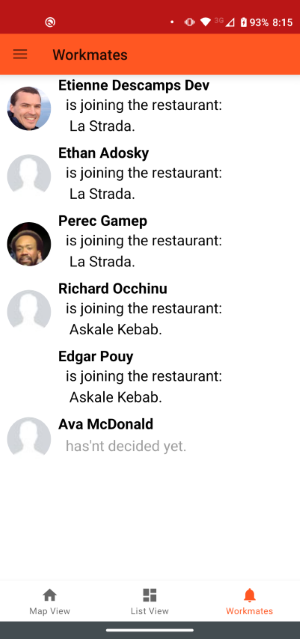 3G 93% 8:15
Workmates
Etienne Descamps Dev
is joining the restaurant:
La Strada.
Ethan Adosky
is joining the restaurant:
La Strada.
Perec Gamep
is joining the restaurant:
La Strada.
Richard Occhinu
is joining the restaurant:
Askale Kebab.
Edgar Pouy
is joining the restaurant:
Askale Kebab.
Ava McDonald
has'nt decided yet.
Map View
List View
Workmates